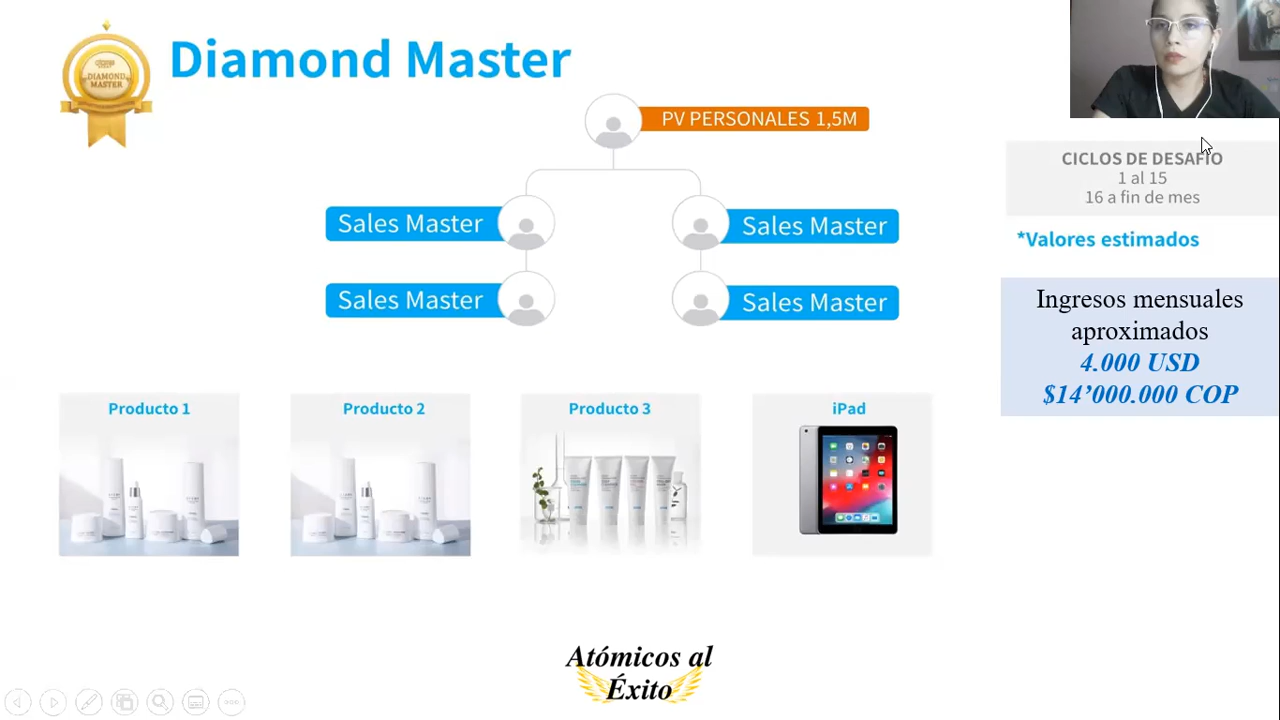 Diamond Master
DIAMOND
MASTER
PV PERSONALES 1,5M
CICLOS DE DESAFÍO
1 al 15
16 a fin de mes
Sales Master
Sales Master
*Valores estimados
Sales Master
Sales Master
Ingresos mensuales
aproximados
4.000 USD
$14’000.000 COP
Producto 1
Producto 2
Producto 3
iPad
Atómicos al
Éxito